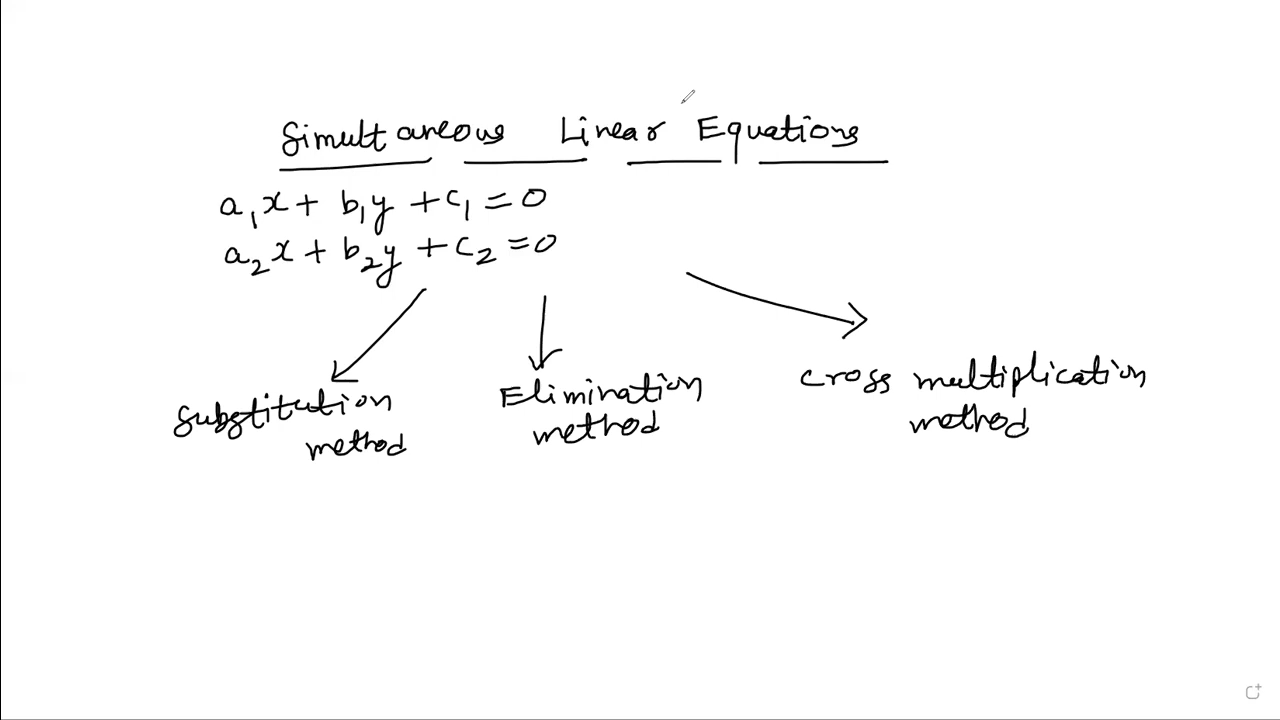 Simultaneous Linear Equations
a₁x + b₁y + c₁ = 0
a₂x + b₂y + c₂ = 0
Substitution method
Elimination method
Cross multiplication method